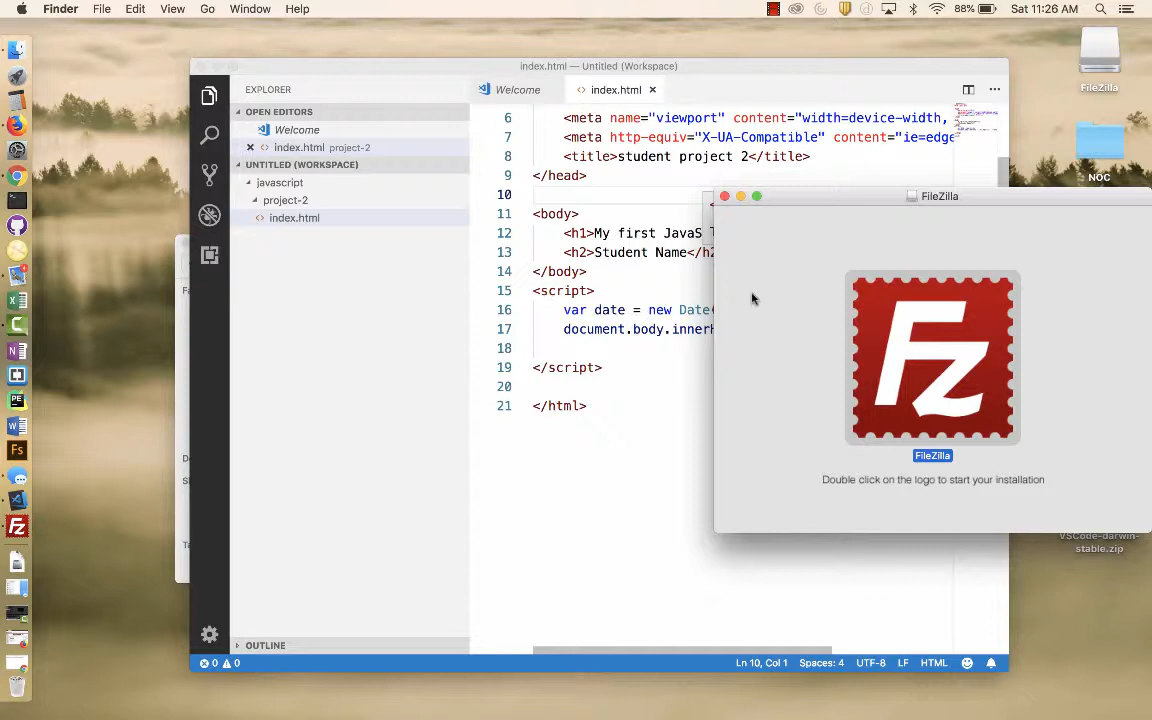 Finder File Edit View Go Window Help
88% Sat 11:26 AM
index.html — Untitled (Workspace)
EXPLORER
OPEN EDITORS
Welcome
index.html project-2
UNTITLED (WORKSPACE)
javascript
project-2
index.html
OUTLINE
Welcome
index.html
6 <meta name="viewport" content="width=device-width,
7 <meta http-equiv="X-UA-Compatible" content="ie=edge
8 <title>student project 2</title>
9 </head>
10
11 <body>
12 <h1>My first JavaS
13 <h2>Student Name</h2
14 </body>
15 <script>
16 var date = new Date(
17 document.body.innerH
18
19 </script>
20
21 </html>
0 0
Ln 10, Col 1 Spaces: 4 UTF-8 LF HTML
FileZilla
Fz
FileZilla
Double click on the logo to start your installation
FileZilla
NOC
VSCode-darwin-
stable.zip
Fs
Fz